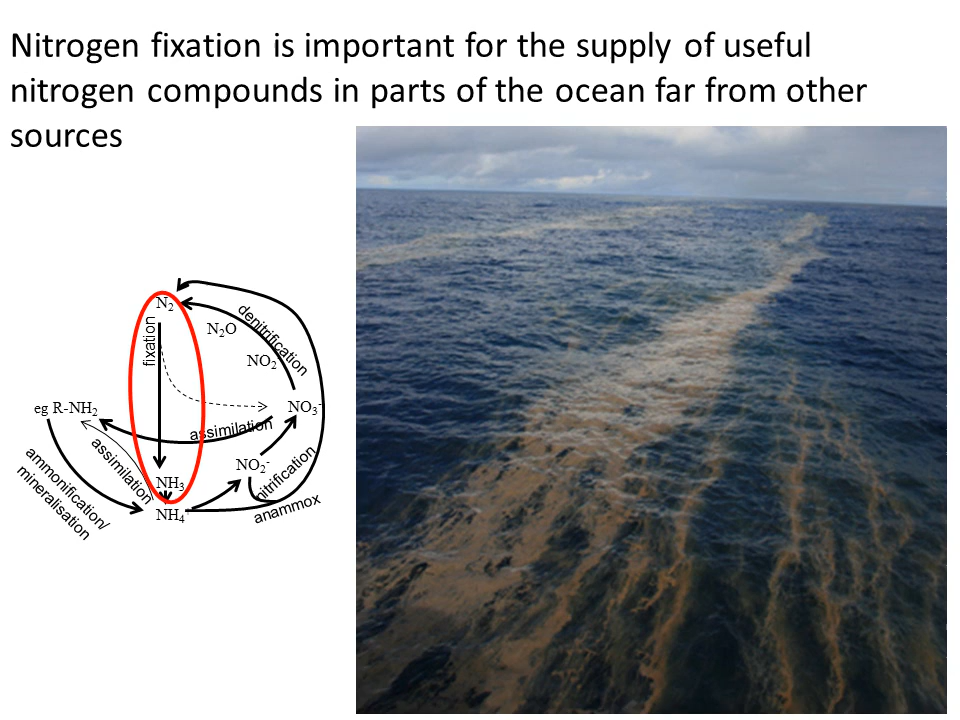 Nitrogen fixation is important for the supply of useful
nitrogen compounds in parts of the ocean far from other
sources
N₂
fixation
N₂O
denitrification
NO₂
eg R-NH₂
NO₃⁻
assimilation
assimilation
NO₂⁻
nitrification
ammonification/
mineralisation
NH₃
NH₄
anammox